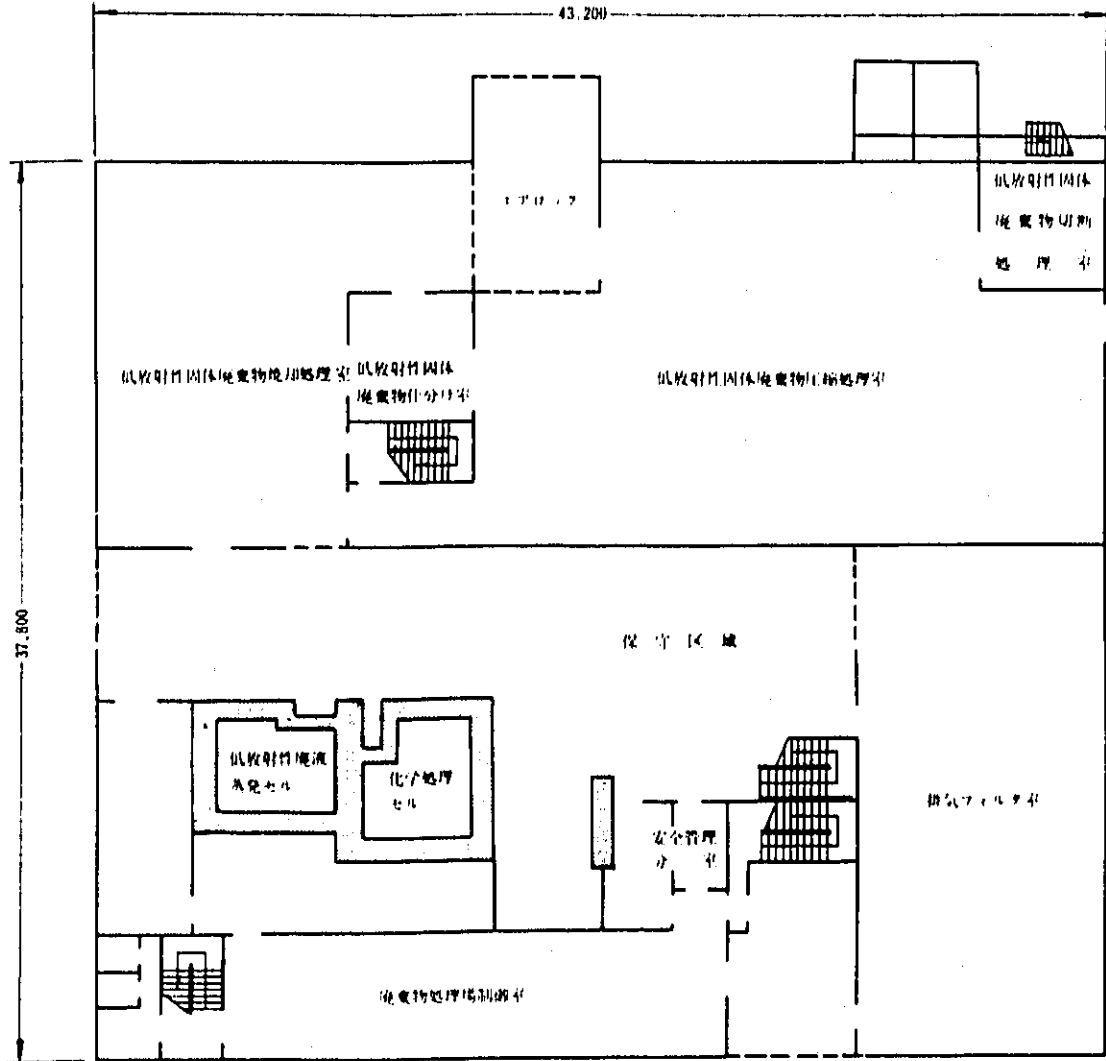 43,200
37,800
エアロック
低放射性固体
廃棄物切断
処理室
低放射性固体廃棄物焼却処理室
低放射性固体
廃棄物仕分け室
低放射性固体廃棄物圧縮処理室
保守区域
低放射性廃液
蒸発セル
化学処理
セル
安全管理
分室
排気フィルタ室
廃棄物処理場制御室